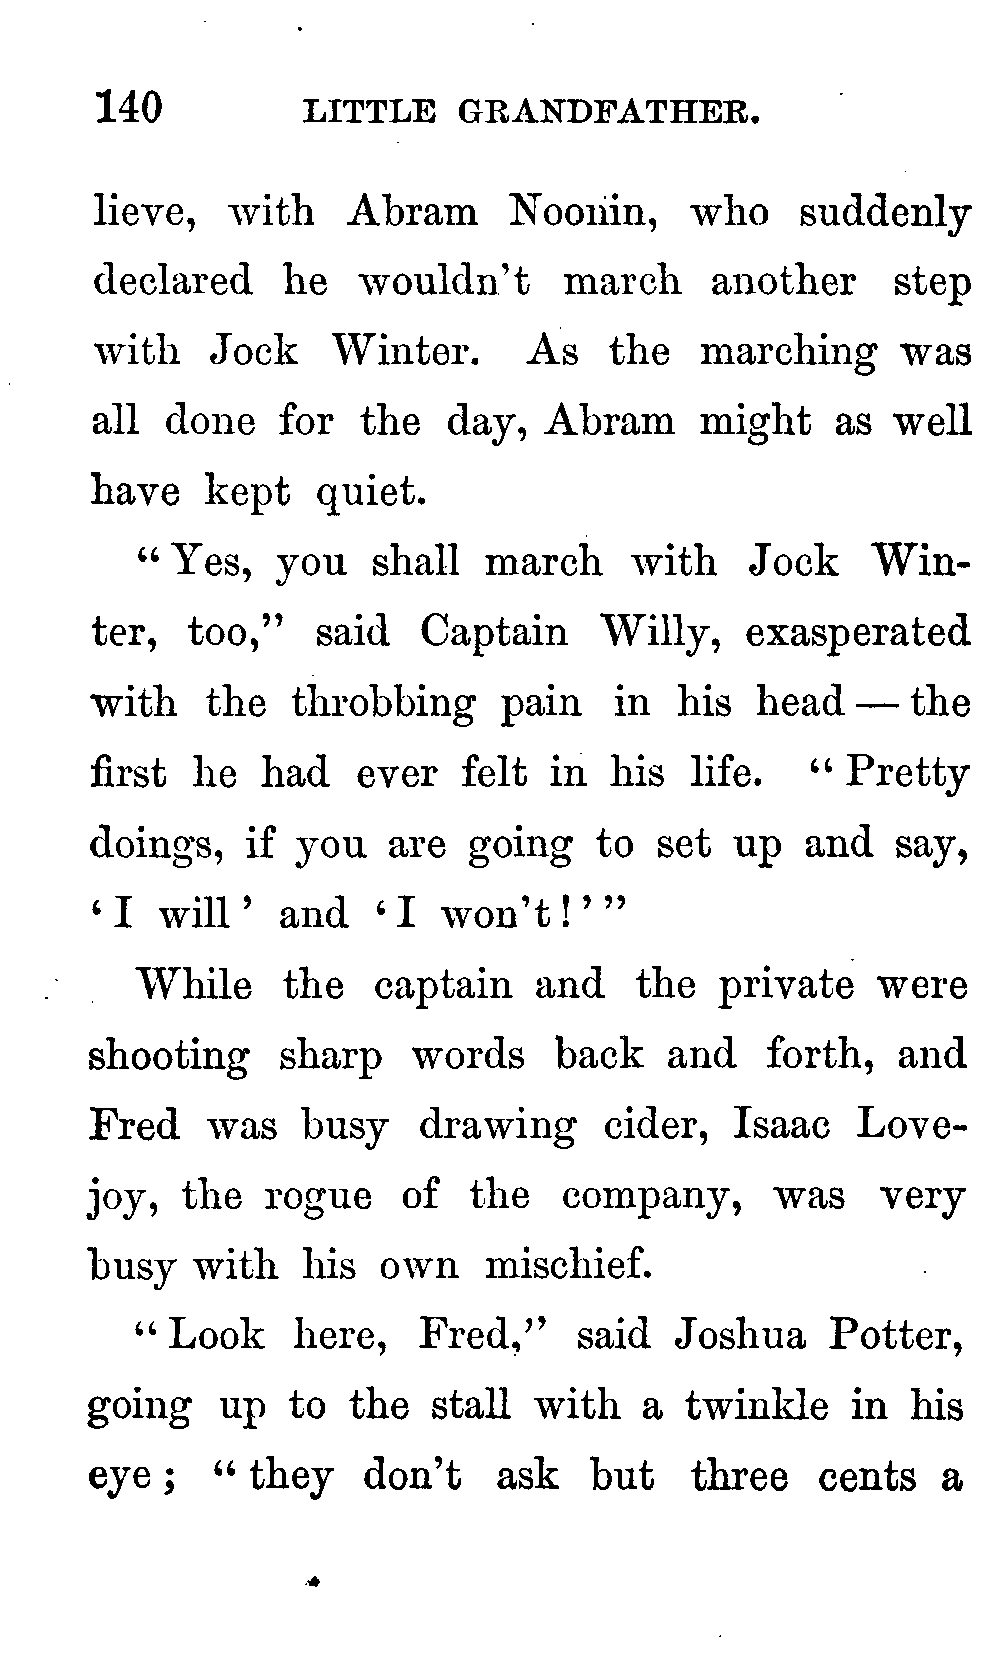 140 LITTLE GRANDFATHER.
lieve, with Abram Noonin, who suddenly
declared he wouldn't march another step
with Jock Winter. As the marching was
all done for the day, Abram might as well
have kept quiet.
"Yes, you shall march with Jock Win-
ter, too," said Captain Willy, exasperated
with the throbbing pain in his head — the
first he had ever felt in his life. "Pretty
doings, if you are going to set up and say,
'I will' and 'I won't!'"
While the captain and the private were
shooting sharp words back and forth, and
Fred was busy drawing cider, Isaac Love-
joy, the rogue of the company, was very
busy with his own mischief.
"Look here, Fred," said Joshua Potter,
going up to the stall with a twinkle in his
eye; "they don't ask but three cents a